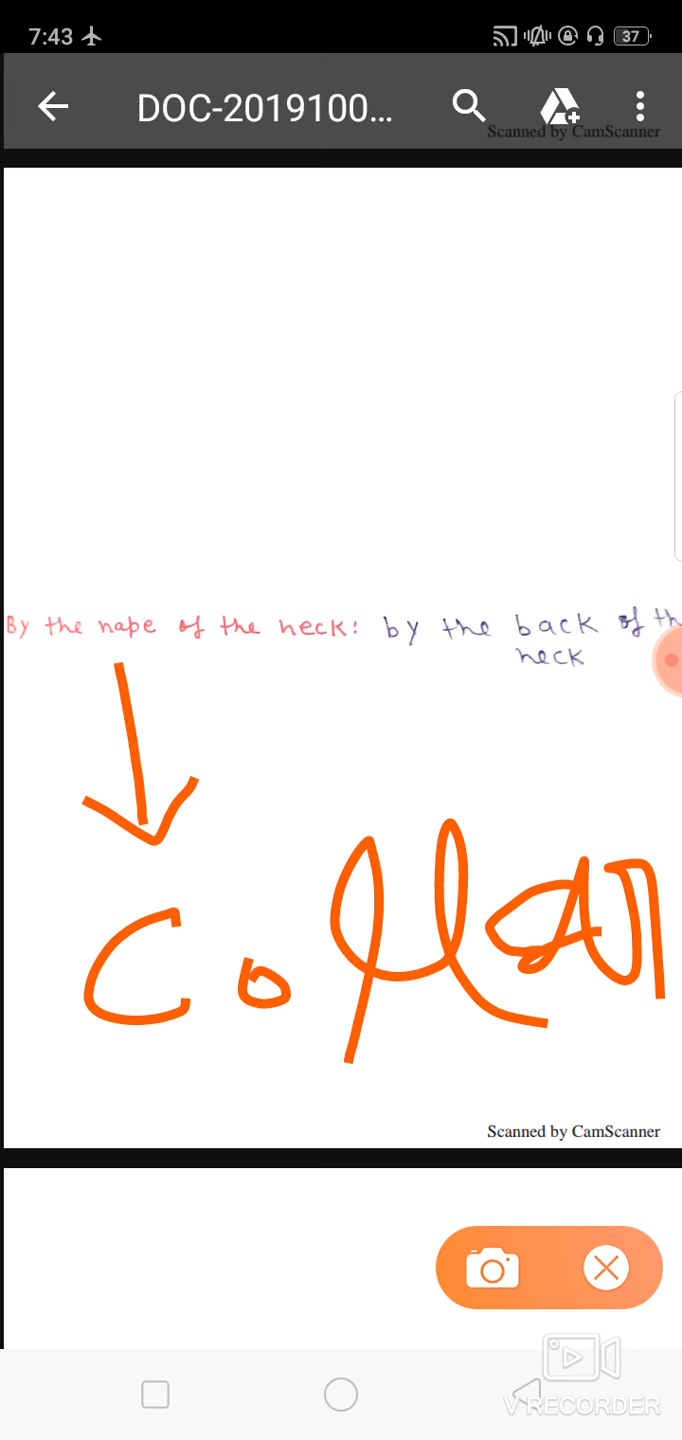 7:43
37
DOC-2019100...
Scanned by CamScanner
By the nape of the neck: by the back of th
neck
Collar
Scanned by CamScanner
V RECORDER